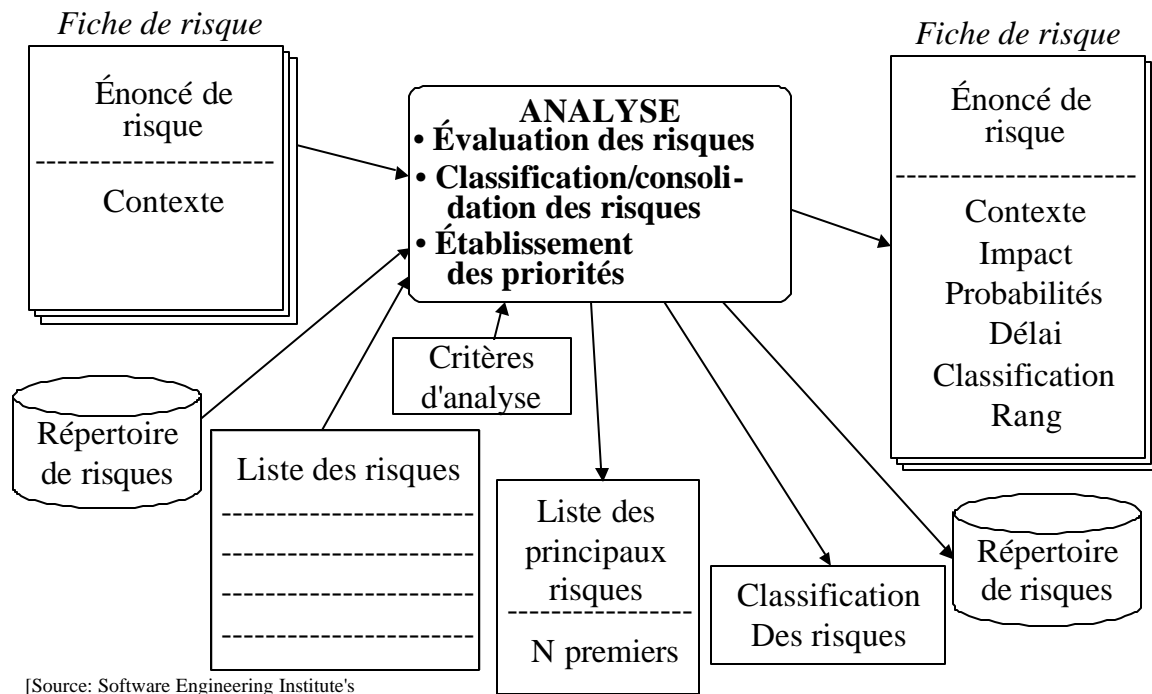 Fiche de risque
Énoncé de
risque
Contexte
ANALYSE
• Évaluation des risques
• Classification/consoli-
dation des risques
• Établissement
des priorités
Fiche de risque
Énoncé de
risque
Contexte
Impact
Probabilités
Délai
Classification
Rang
Critères
d'analyse
Répertoire
de risques
Liste des risques
Liste des
principaux
risques
N premiers
Classification
Des risques
Répertoire
de risques
[Source: Software Engineering Institute's